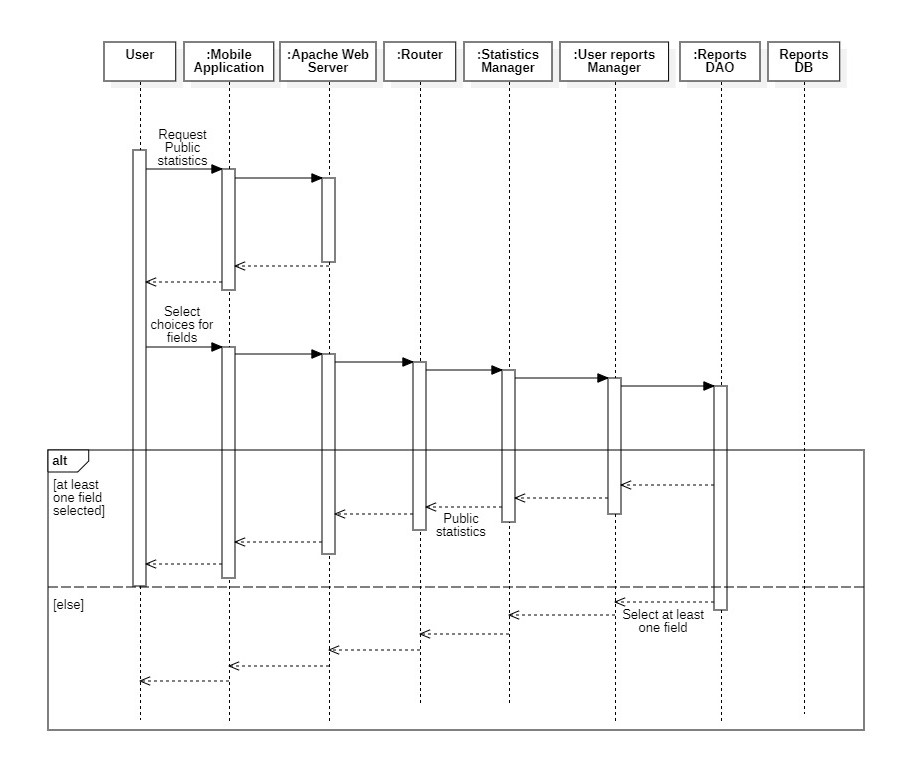 User
:Mobile
Application
:Apache Web
Server
:Router
:Statistics
Manager
:User reports
Manager
:Reports
DAO
Reports
DB
Request
Public
statistics
Select
choices for
fields
alt
[at least
one field
selected]
Public
statistics
[else]
Select at least
one field